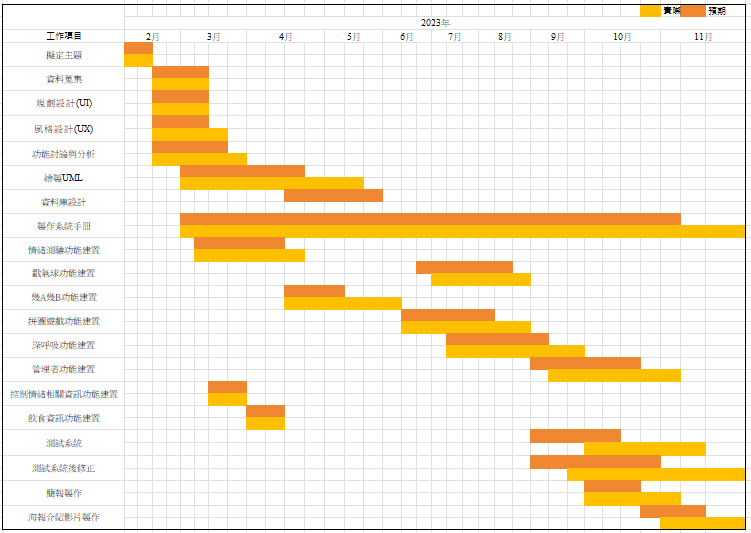 實際 預期
2023年
工作項目 2月 3月 4月 5月 6月 7月 8月 9月 10月 11月
擬定主題
資料蒐集
規劃設計(UI)
風格設計(UX)
功能討論與分析
繪製UML
資料庫設計
製作系統手冊
情緒測驗功能建置
戳氣球功能建置
幾A幾B功能建置
拼圖遊戲功能建置
深呼吸功能建置
管理者功能建置
控制情緒相關資訊功能建置
飲食資訊功能建置
測試系統
測試系統後修正
簡報製作
海報介紹影片製作